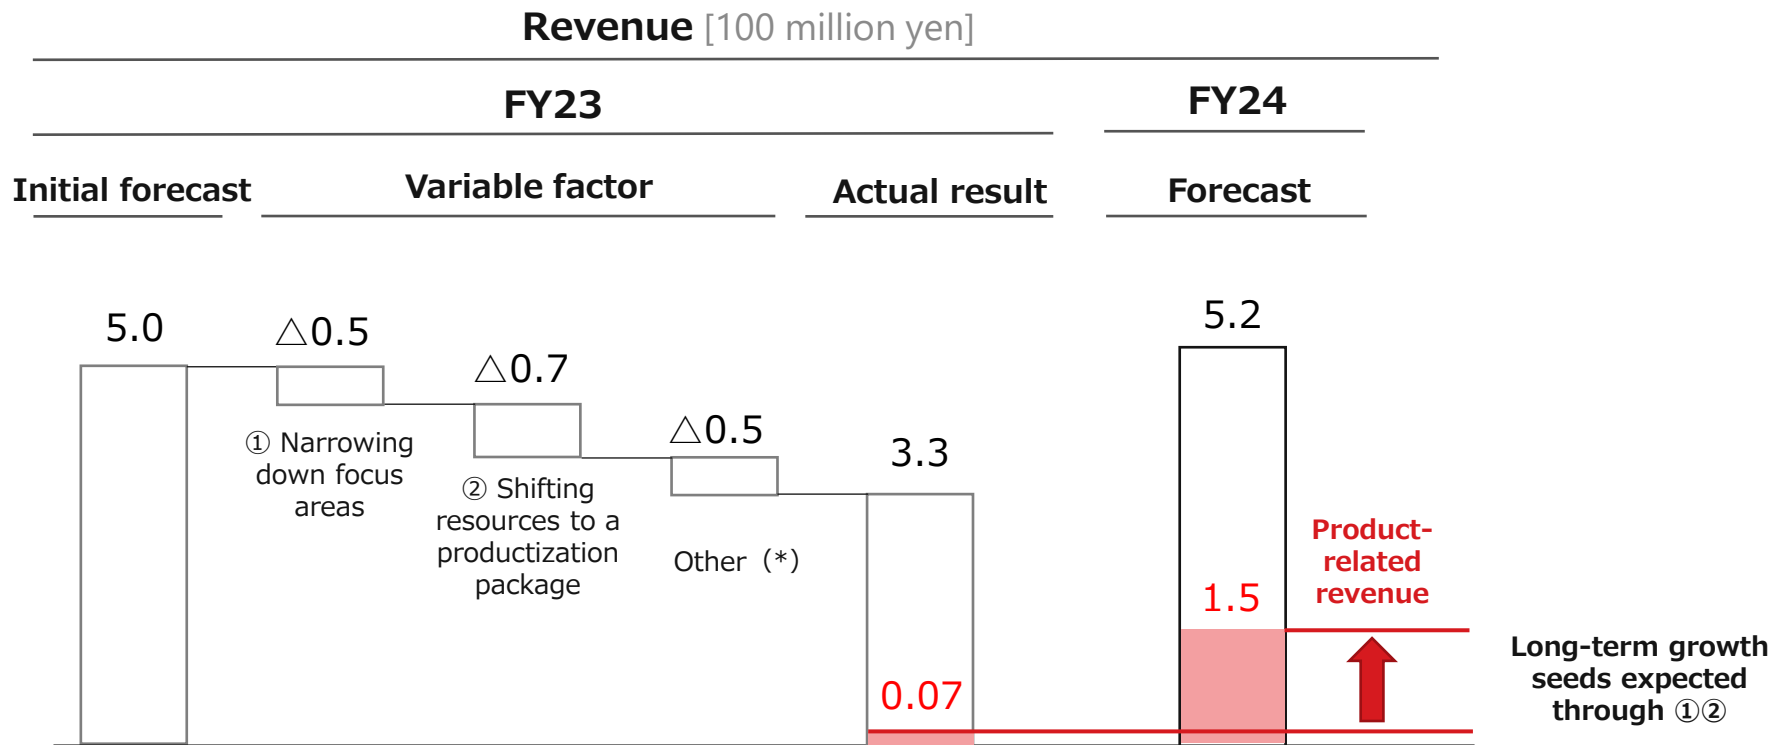 Revenue [100 million yen]
FY23
FY24
Initial forecast
Variable factor
Actual result
Forecast
5.0
△0.5
△0.7
△0.5
3.3
5.2
① Narrowing
down focus
areas
② Shifting
resources to a
productization
package
Other (*)
0.07
1.5
Product-
related
revenue
Long-term growth
seeds expected
through ①②